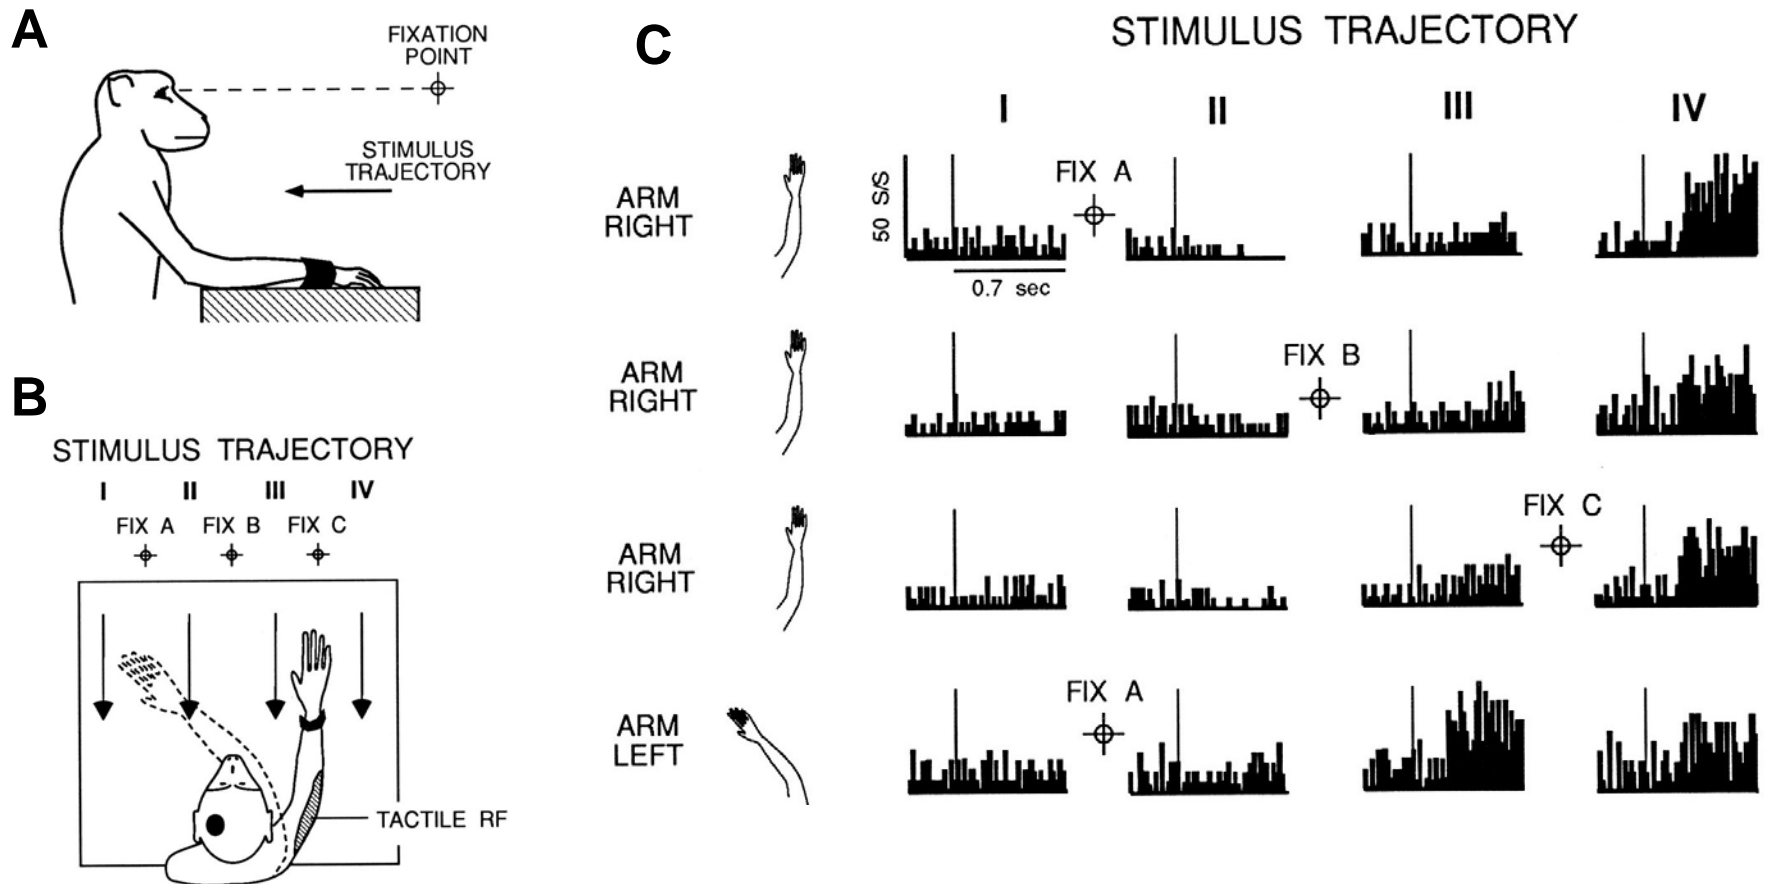 A
FIXATION
POINT
STIMULUS
TRAJECTORY
B
STIMULUS TRAJECTORY
I II III IV
FIX A FIX B FIX C
TACTILE RF
C
STIMULUS TRAJECTORY
I II III IV
ARM
RIGHT
50 S/S
FIX A
0.7 sec
ARM
RIGHT
FIX B
ARM
RIGHT
FIX C
ARM
LEFT
FIX A